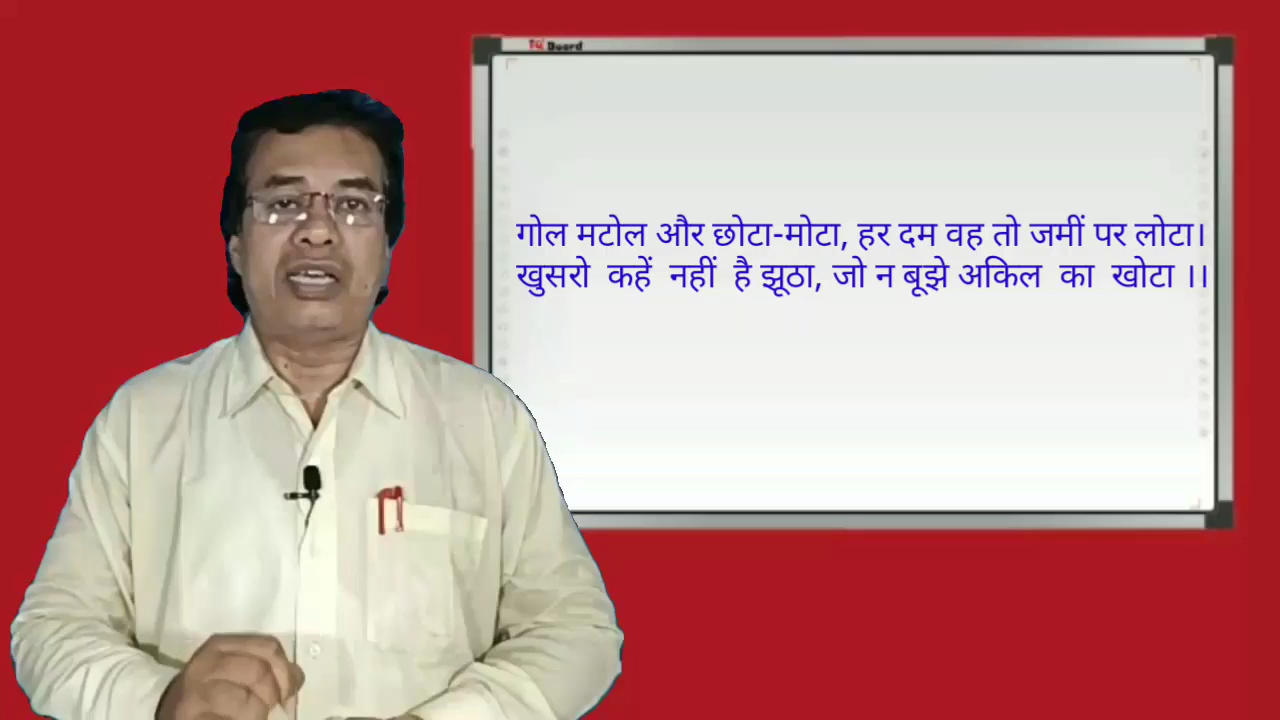 गोल मटोल और छोटा-मोटा, हर दम वह तो जमीं पर लोटा।
खुसरो कहें नहीं है झूठा, जो न बूझे अकिल का खोटा ।।